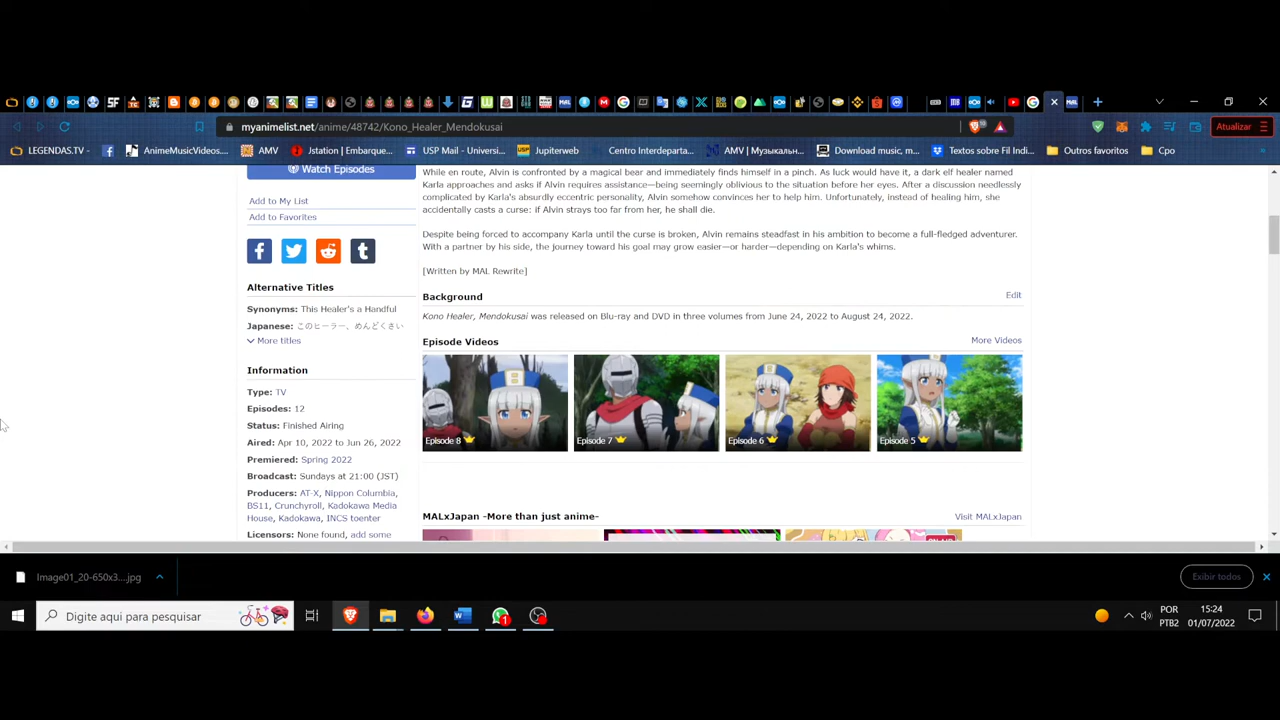 myanimelist.net/anime/48742/Kono_Healer_Mendokusai
Atualizar
LEGENDAS.TV -
AnimeMusicVideos...
AMV
Jstation | Embarque...
USP Mail - Universi...
Jupiterweb
Centro Interdeparta...
AMV | Музыкальн...
Download music, m...
Textos sobre Fil Indi...
Outros favoritos
Cpo
Watch Episodes
Add to My List
Add to Favorites
Alternative Titles
Synonyms: This Healer's a Handful
Japanese: このヒーラー、めんどくさい
More titles
Information
Type: TV
Episodes: 12
Status: Finished Airing
Aired: Apr 10, 2022 to Jun 26, 2022
Premiered: Spring 2022
Broadcast: Sundays at 21:00 (JST)
Producers: AT-X, Nippon Columbia,
BS11, Crunchyroll, Kadokawa Media
House, Kadokawa, INCS toenter
Licensors: None found, add some
While en route, Alvin is confronted by a magical bear and immediately finds himself in a pinch. As luck would have it, a dark elf healer named
Karla approaches and asks if Alvin requires assistance—being seemingly oblivious to the situation before her eyes. After a discussion needlessly
complicated by Karla's absurdly eccentric personality, Alvin somehow convinces her to help him. Unfortunately, instead of healing him, she
accidentally casts a curse: if Alvin strays too far from her, he shall die.
Despite being forced to accompany Karla until the curse is broken, Alvin remains steadfast in his ambition to become a full-fledged adventurer.
With a partner by his side, the journey toward his goal may grow easier—or harder—depending on Karla's whims.
[Written by MAL Rewrite]
Background
Edit
Kono Healer, Mendokusai was released on Blu-ray and DVD in three volumes from June 24, 2022 to August 24, 2022.
Episode Videos
More Videos
Episode 8
Episode 7
Episode 6
Episode 5
MALxJapan -More than just anime-
Visit MALxJapan
Image01_20-650x3....jpg
Exibir todos
Digite aqui para pesquisar
POR
PTB2
15:24
01/07/2022